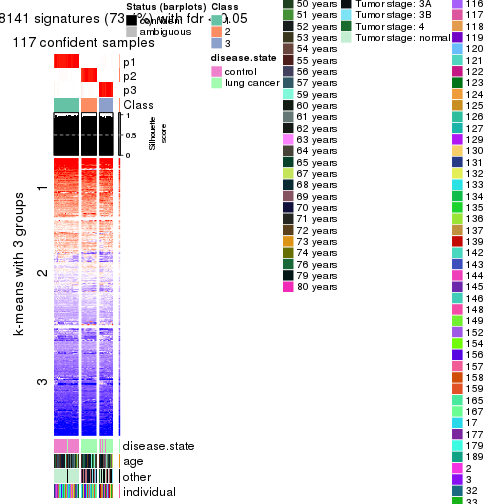 8141 signatures (73.1%) with fdr < 0.05
117 confident samples
p1
p2
p3
Class
1
0.5
0
Silhouette
score
k-means with 3 groups
1
2
3
disease.state
age
other
individual
Status (barplots)
confident
ambiguous
Class
1
2
3
disease.state
control
lung cancer
50 years
51 years
52 years
53 years
54 years
55 years
56 years
57 years
59 years
60 years
61 years
62 years
63 years
64 years
65 years
67 years
68 years
69 years
70 years
71 years
72 years
73 years
74 years
76 years
79 years
80 years
Tumor stage: 3A
Tumor stage: 3B
Tumor stage: 4
Tumor stage: normal
116
117
118
119
120
121
122
123
124
125
126
127
129
130
131
132
133
134
135
136
137
139
142
143
144
145
146
148
149
152
154
156
157
158
159
165
167
17
177
179
189
2
3
32
33